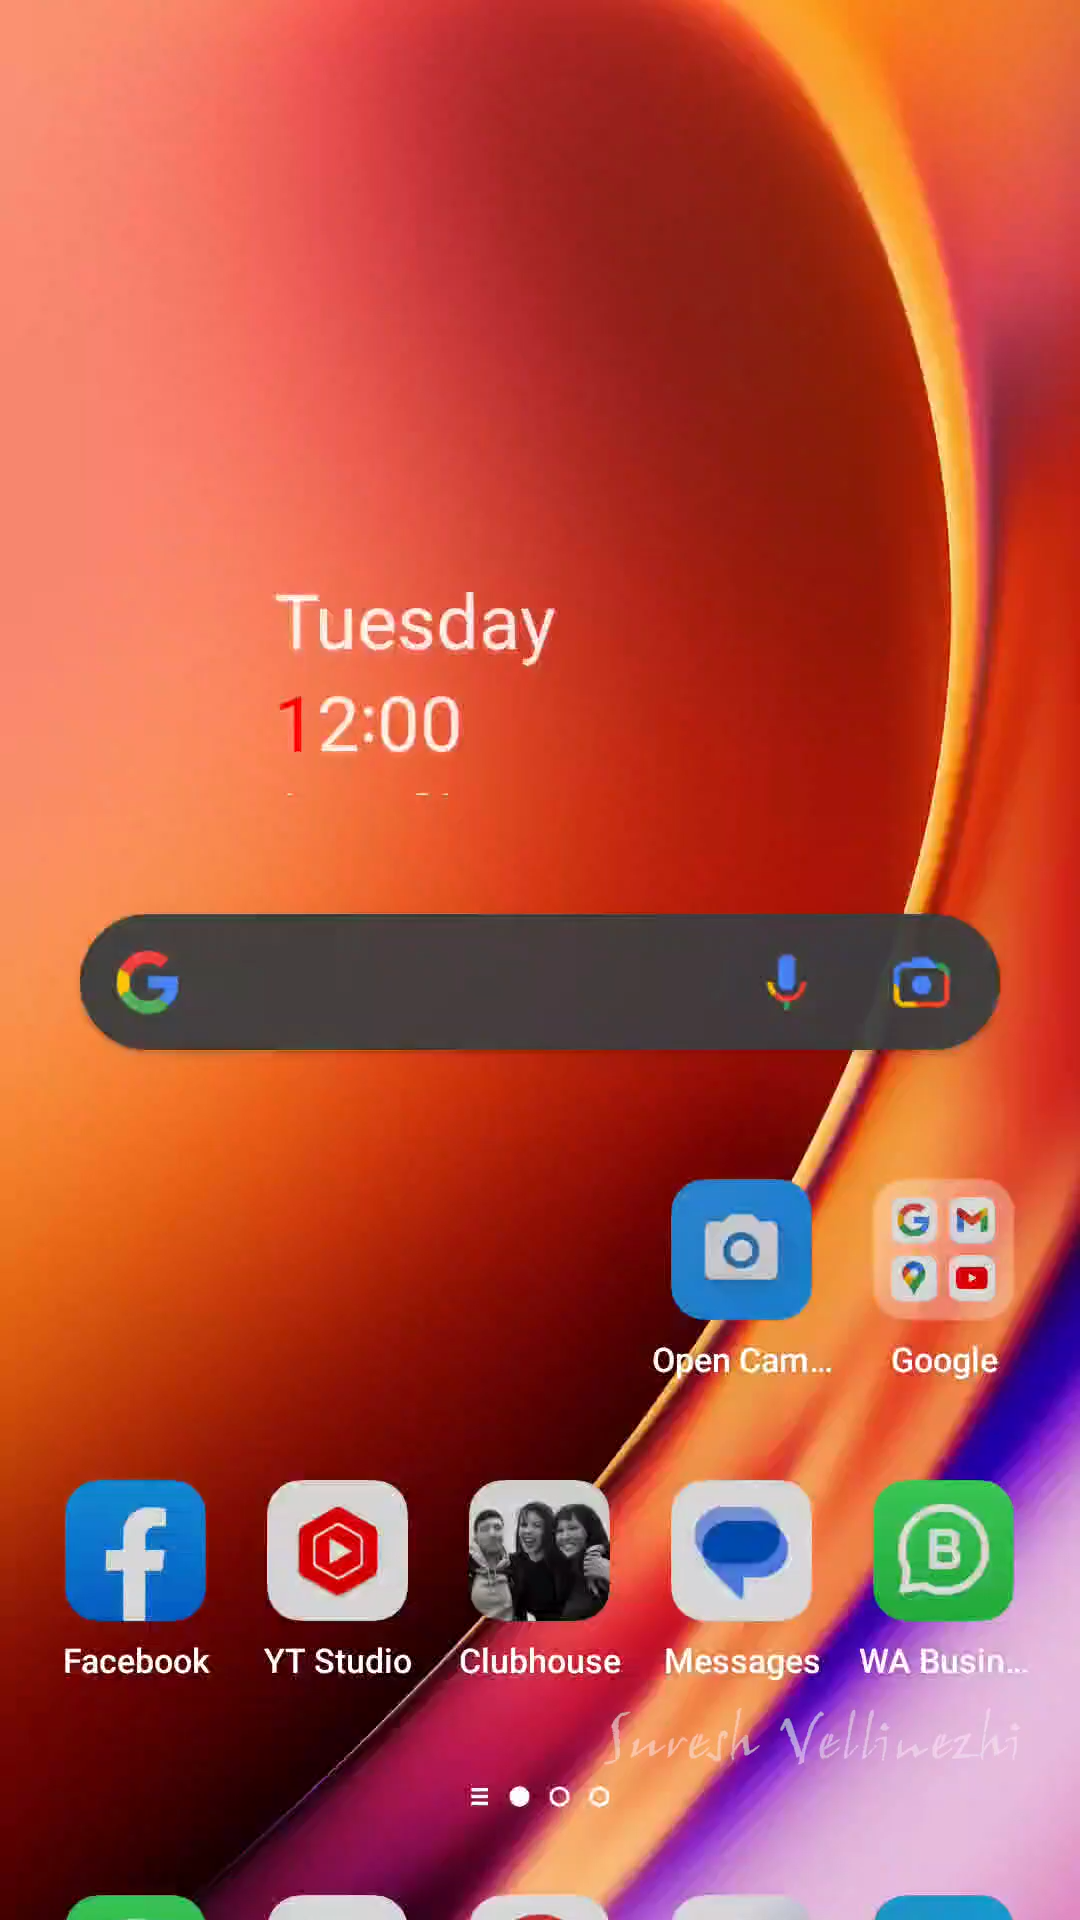 Tuesday
12:00
Open Cam...
Google
Facebook
YT Studio
Clubhouse
Messages
WA Busin...
Suresh Vellinezhi